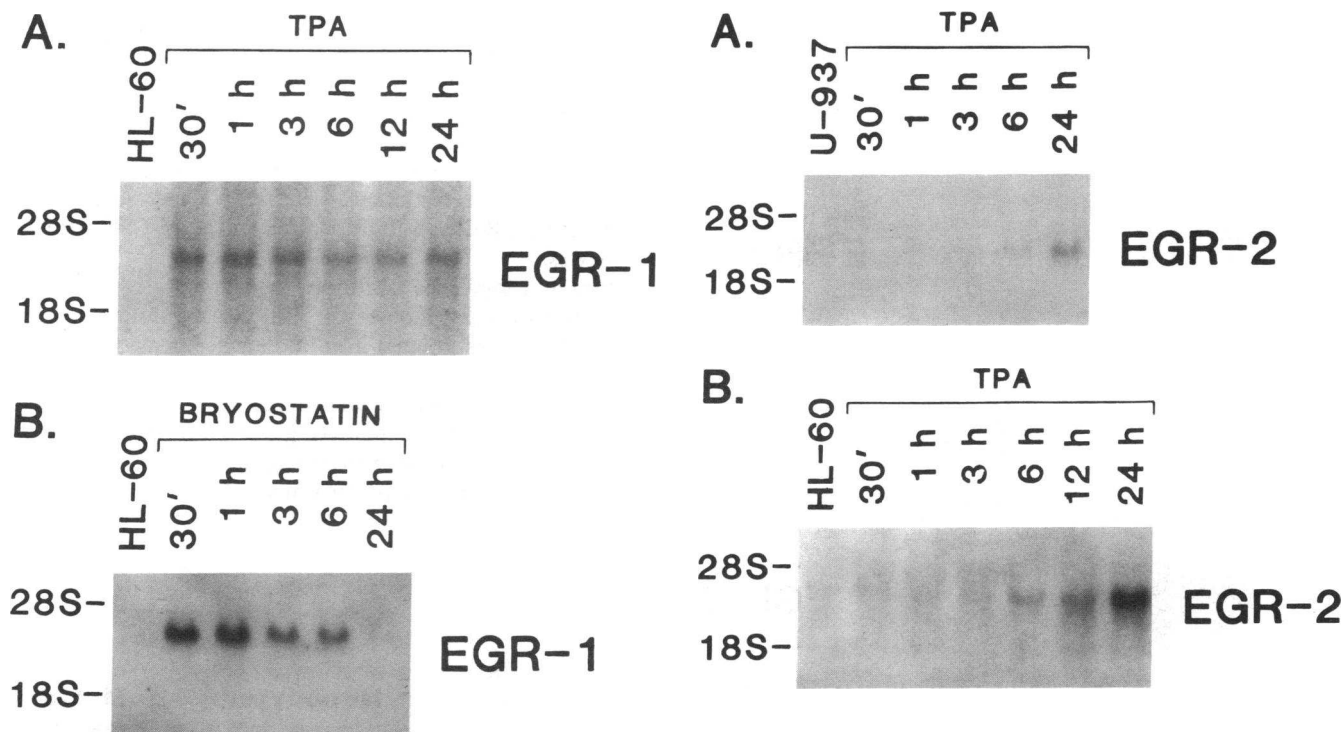 A.
TPA
HL-60
30′
1 h
3 h
6 h
12 h
24 h
28S-
18S-
EGR-1
B.
BRYOSTATIN
HL-60
30′
1 h
3 h
6 h
24 h
28S-
18S-
EGR-1
A.
TPA
U-937
30′
1 h
3 h
6 h
24 h
28S-
18S-
EGR-2
B.
TPA
HL-60
30′
1 h
3 h
6 h
12 h
24 h
28S-
18S-
EGR-2